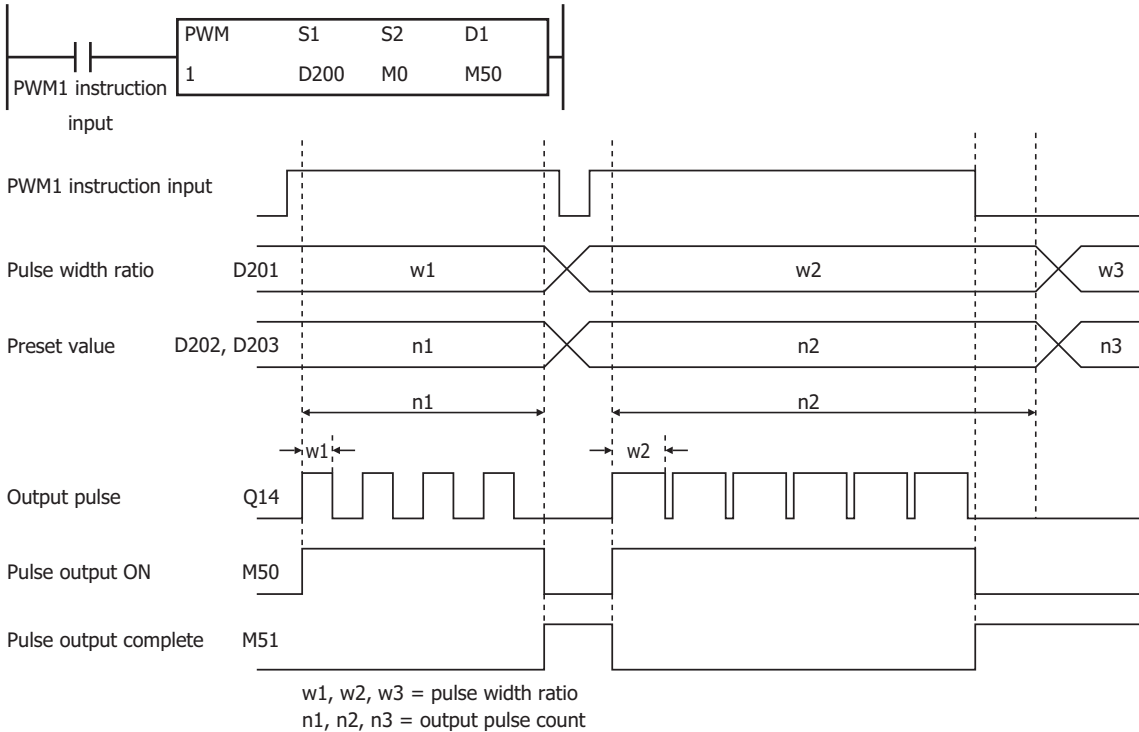 PWM S1 S2 D1
1 D200 M0 M50
PWM1 instruction
input
PWM1 instruction input
Pulse width ratio D201 w1 w2 w3
Preset value D202, D203 n1 n2 n3
n1 n2
w1 w2
Output pulse Q14
Pulse output ON M50
Pulse output complete M51
w1, w2, w3 = pulse width ratio
n1, n2, n3 = output pulse count